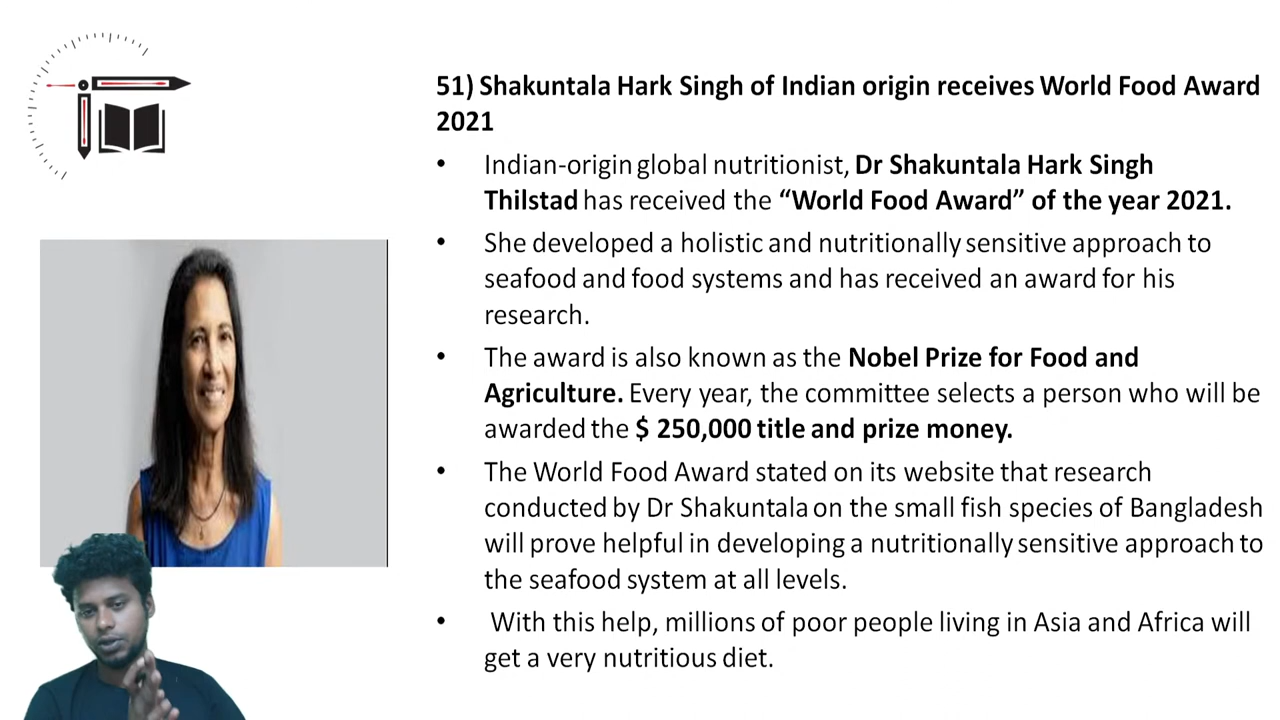 51) Shakuntala Hark Singh of Indian origin receives World Food Award
2021
• Indian-origin global nutritionist, Dr Shakuntala Hark Singh
Thilstad has received the “World Food Award” of the year 2021.
• She developed a holistic and nutritionally sensitive approach to
seafood and food systems and has received an award for his
research.
• The award is also known as the Nobel Prize for Food and
Agriculture. Every year, the committee selects a person who will be
awarded the $ 250,000 title and prize money.
• The World Food Award stated on its website that research
conducted by Dr Shakuntala on the small fish species of Bangladesh
will prove helpful in developing a nutritionally sensitive approach to
the seafood system at all levels.
• With this help, millions of poor people living in Asia and Africa will
get a very nutritious diet.